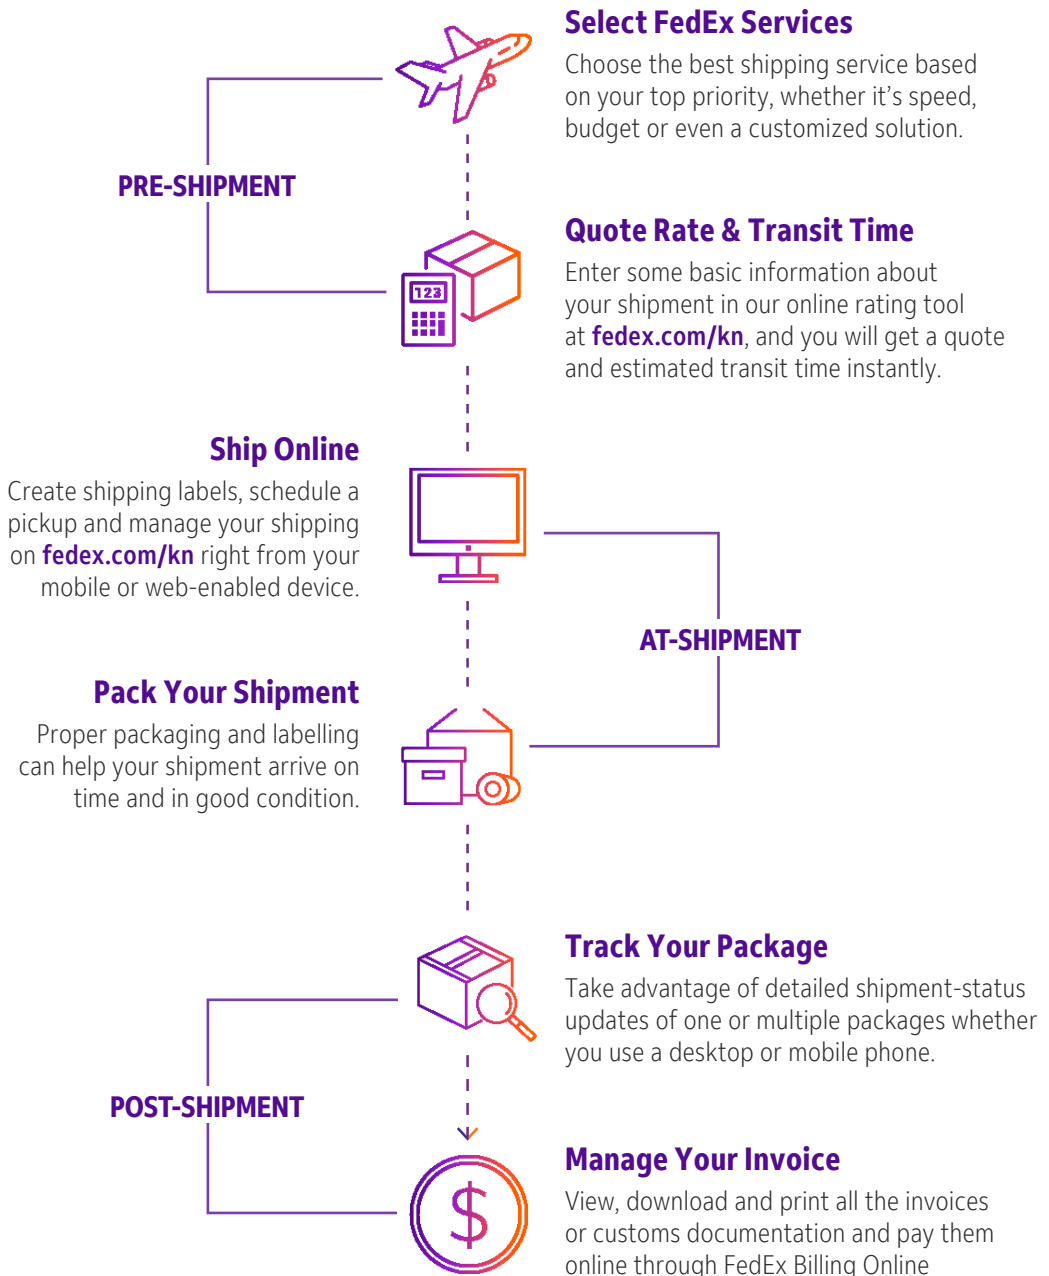 Select FedEx Services
Choose the best shipping service based
on your top priority, whether it’s speed,
budget or even a customized solution.
PRE-SHIPMENT
Quote Rate & Transit Time
123
Enter some basic information about
your shipment in our online rating tool
at fedex.com/kn, and you will get a quote
and estimated transit time instantly.
Ship Online
Create shipping labels, schedule a
pickup and manage your shipping
on fedex.com/kn right from your
mobile or web-enabled device.
AT-SHIPMENT
Pack Your Shipment
Proper packaging and labelling
can help your shipment arrive on
time and in good condition.
Track Your Package
Take advantage of detailed shipment-status
updates of one or multiple packages whether
you use a desktop or mobile phone.
POST-SHIPMENT
Manage Your Invoice
$
View, download and print all the invoices
or customs documentation and pay them
online through FedEx Billing Online